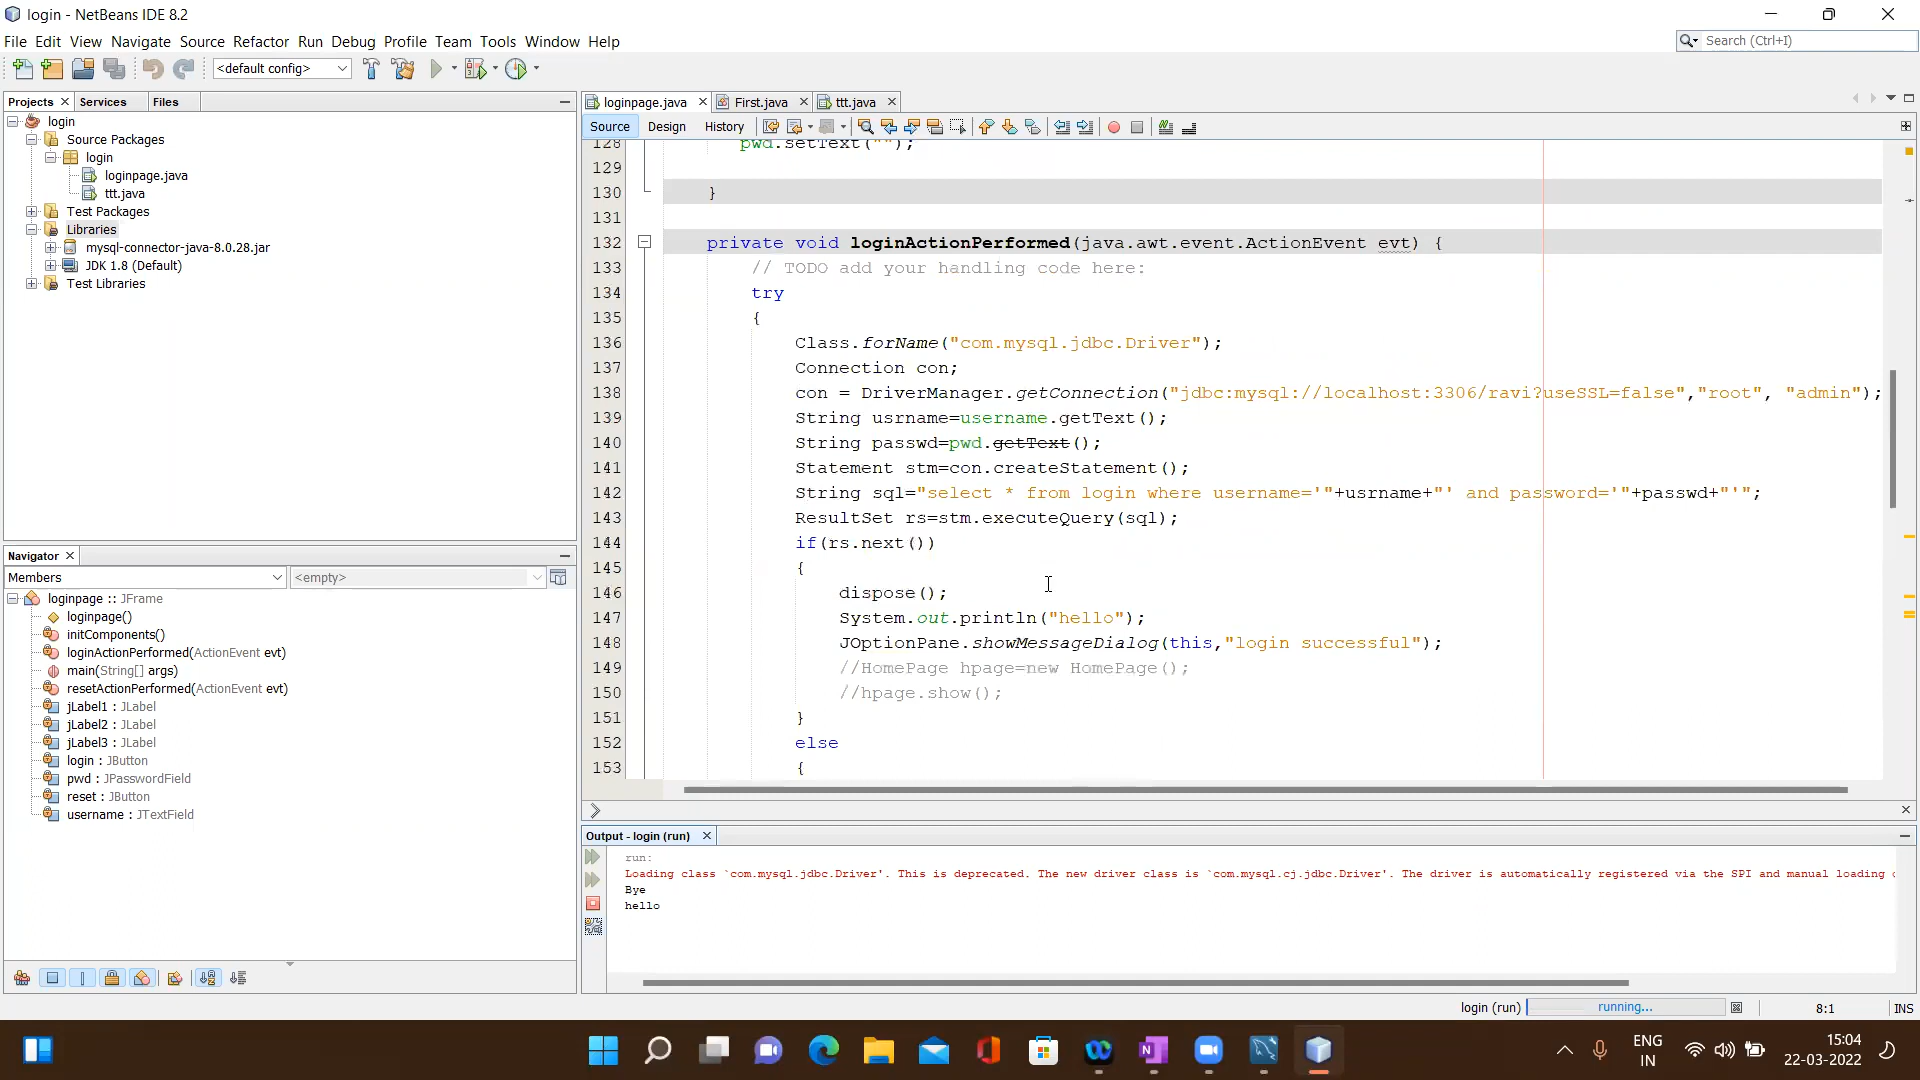 login - NetBeans IDE 8.2
File Edit View Navigate Source Refactor Run Debug Profile Team Tools Window Help
Search (Ctrl+I)
<default config>
Projects Services Files
login
Source Packages
login
loginpage.java
ttt.java
Test Packages
Libraries
mysql-connector-java-8.0.28.jar
JDK 1.8 (Default)
Test Libraries
Navigator
Members <empty>
loginpage :: JFrame
loginpage()
initComponents()
loginActionPerformed(ActionEvent evt)
main(String[] args)
resetActionPerformed(ActionEvent evt)
jLabel1 : JLabel
jLabel2 : JLabel
jLabel3 : JLabel
login : JButton
pwd : JPasswordField
reset : JButton
username : JTextField
loginpage.java First.java ttt.java
Source Design History
128 pwd.setText("");
129
130 }
131
132 private void loginActionPerformed(java.awt.event.ActionEvent evt) {
133 // TODO add your handling code here:
134 try
135 {
136 Class.forName("com.mysql.jdbc.Driver");
137 Connection con;
138 con = DriverManager.getConnection("jdbc:mysql://localhost:3306/ravi?useSSL=false","root", "admin");
139 String usrname=username.getText();
140 String passwd=pwd.getText();
141 Statement stm=con.createStatement();
142 String sql="select * from login where username='"+usrname+"' and password='"+passwd+"'";
143 ResultSet rs=stm.executeQuery(sql);
144 if(rs.next())
145 {
146 dispose();
147 System.out.println("hello");
148 JOptionPane.showMessageDialog(this,"login successful");
149 //HomePage hpage=new HomePage();
150 //hpage.show();
151 }
152 else
153 {
Output - login (run)
run:
Loading class `com.mysql.jdbc.Driver'. This is deprecated. The new driver class is `com.mysql.cj.jdbc.Driver'. The driver is automatically registered via the SPI and manual loading
Bye
hello
login (run) running... 8:1 INS
ENG
IN
15:04
22-03-2022